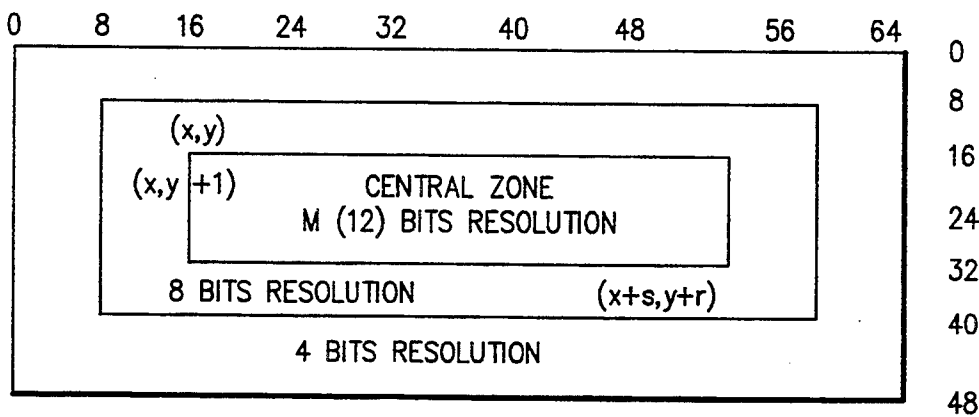 0 8 16 24 32 40 48 56 64
0
8
(x,y)
16
(x,y +1)
CENTRAL ZONE
M (12) BITS RESOLUTION
24
32
8 BITS RESOLUTION
(x+s,y+r)
40
4 BITS RESOLUTION
48